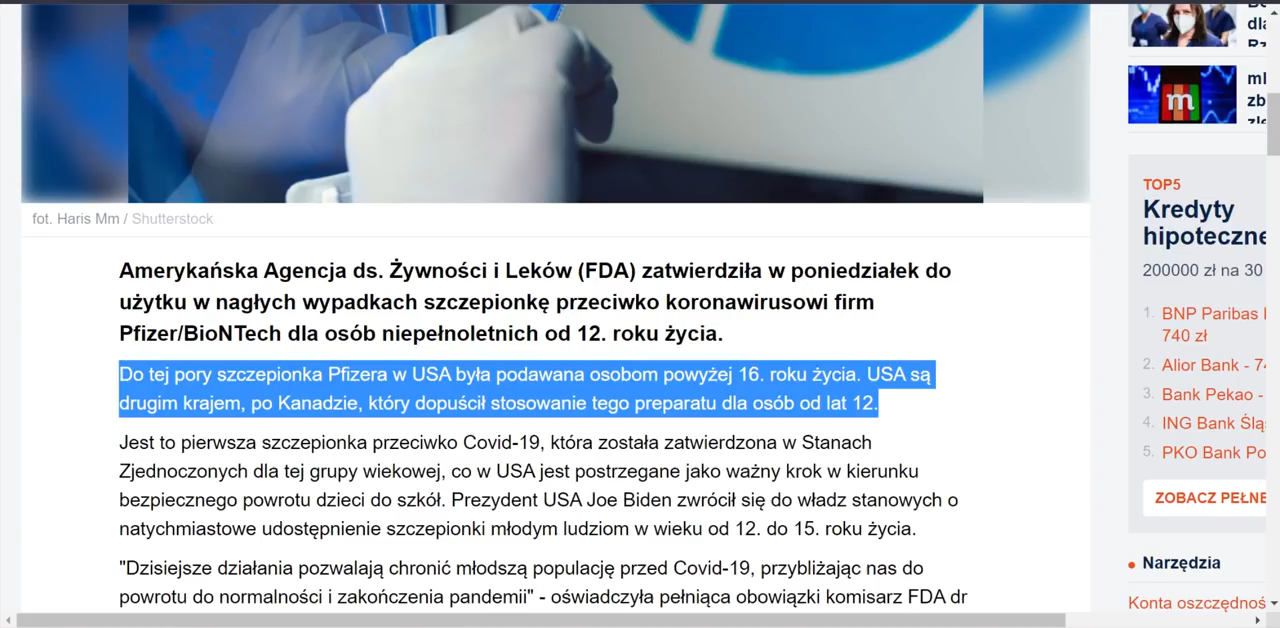 fot. Haris Mm / Shutterstock
Amerykańska Agencja ds. Żywności i Leków (FDA) zatwierdziła w poniedziałek do
użytku w nagłych wypadkach szczepionkę przeciwko koronawirusowi firm
Pfizer/BioNTech dla osób niepełnoletnich od 12. roku życia.
Do tej pory szczepionka Pfizera w USA była podawana osobom powyżej 16. roku życia. USA są
drugim krajem, po Kanadzie, który dopuścił stosowanie tego preparatu dla osób od lat 12.
Jest to pierwsza szczepionka przeciwko Covid-19, która została zatwierdzona w Stanach
Zjednoczonych dla tej grupy wiekowej, co w USA jest postrzegane jako ważny krok w kierunku
bezpiecznego powrotu dzieci do szkół. Prezydent USA Joe Biden zwrócił się do władz stanowych o
natychmiastowe udostępnienie szczepionki młodym ludziom w wieku od 12. do 15. roku życia.
"Dzisiejsze działania pozwalają chronić młodszą populację przed Covid-19, przybliżając nas do
powrotu do normalności i zakończenia pandemii" - oświadczyła pełniąca obowiązki komisarz FDA dr
dla
m
zb
TOP5
Kredyty
hipoteczne
200000 zł na 30
1. BNP Paribas
740 zł
2. Alior Bank - 74
3. Bank Pekao -
4. ING Bank Ślą
5. PKO Bank Po
ZOBACZ PEŁNE
Narzędzia
Konta oszczędnoś